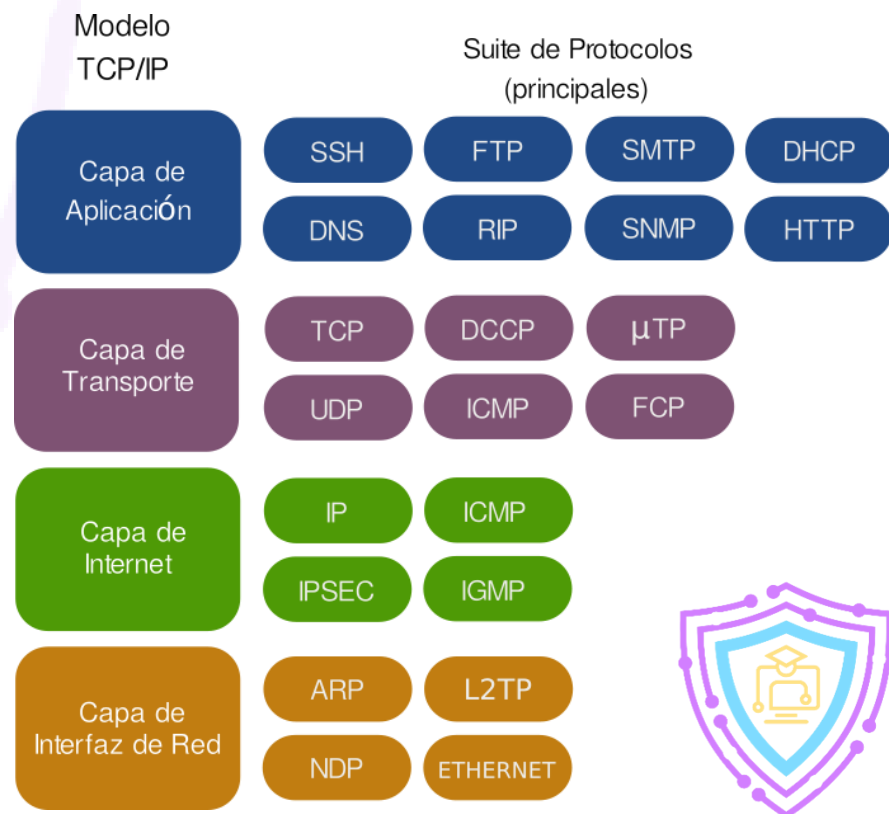 Modelo
TCP/IP
Suite de Protocolos
(principales)
Capa de
Aplicación
SSH FTP SMTP DHCP
DNS RIP SNMP HTTP
Capa de
Transporte
TCP DCCP µTP
UDP ICMP FCP
Capa de
Internet
IP ICMP
IPSEC IGMP
Capa de
Interfaz de Red
ARP L2TP
NDP ETHERNET